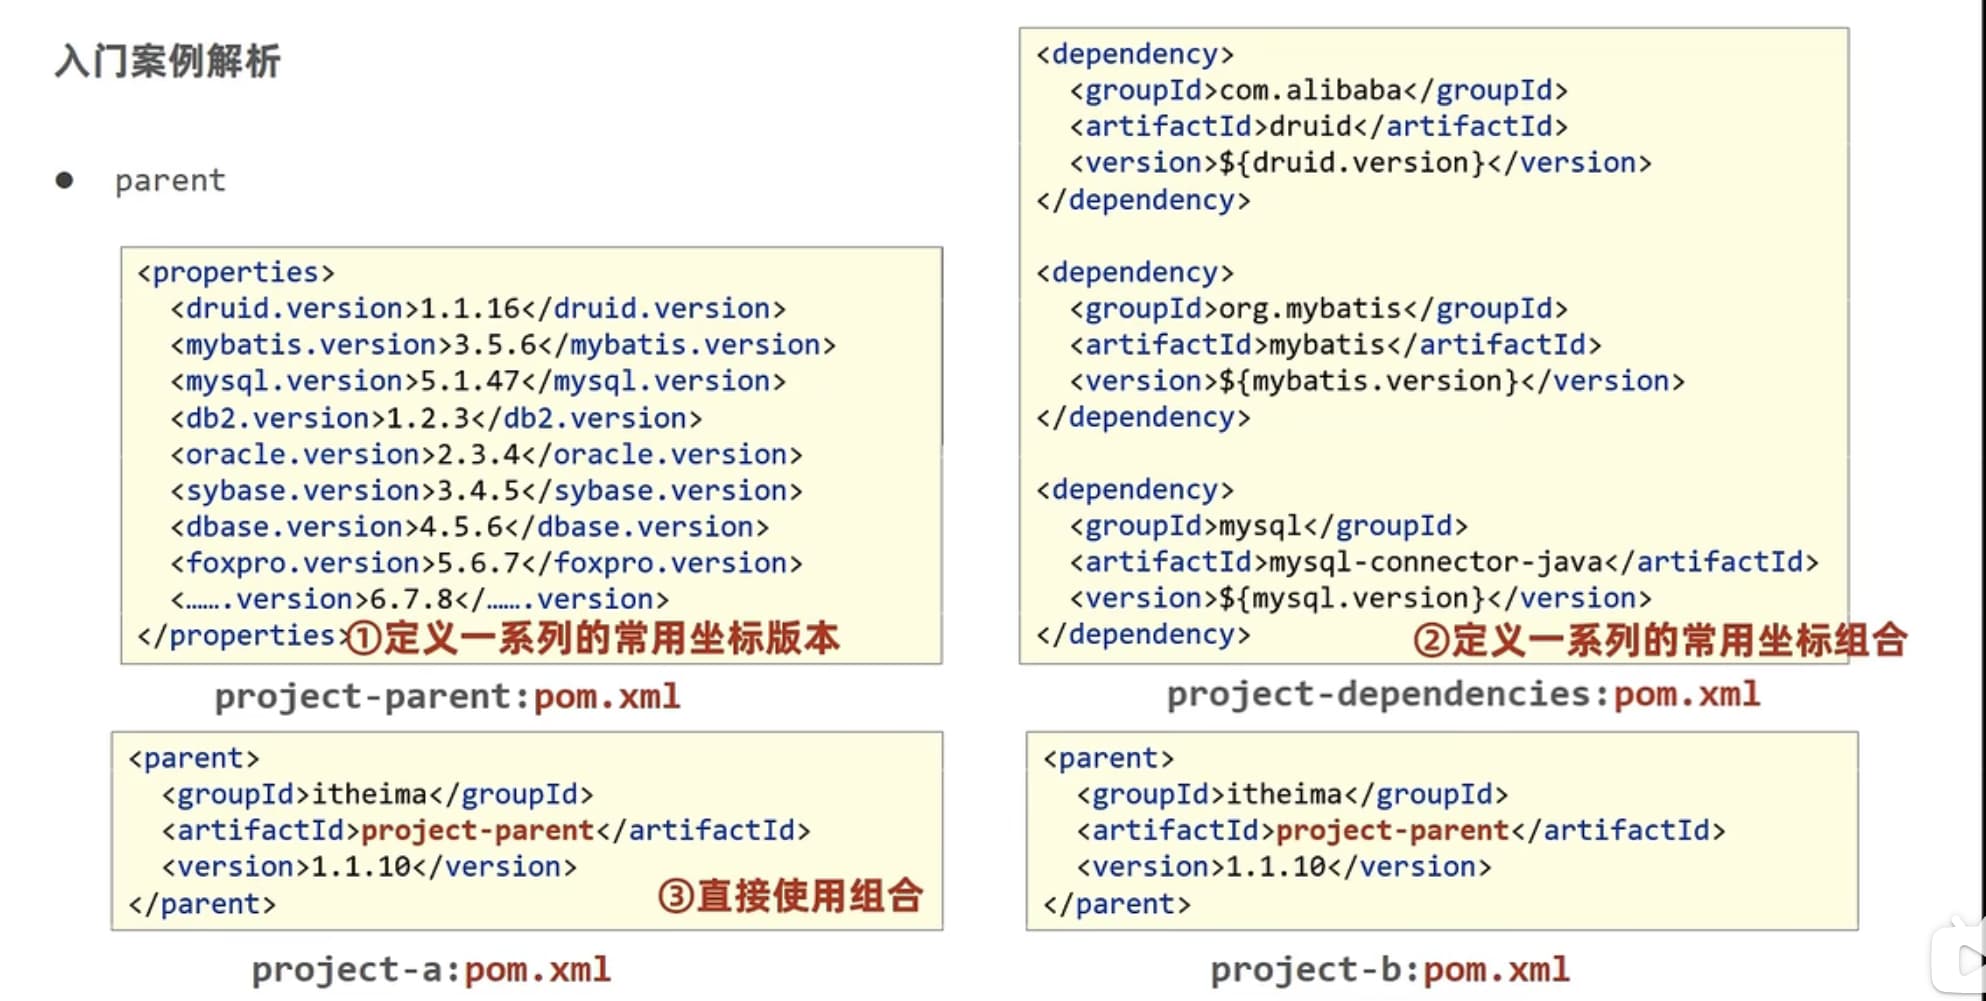 入门案例解析
● parent
<properties>
<druid.version>1.1.16</druid.version>
<mybatis.version>3.5.6</mybatis.version>
<mysql.version>5.1.47</mysql.version>
<db2.version>1.2.3</db2.version>
<oracle.version>2.3.4</oracle.version>
<sybase.version>3.4.5</sybase.version>
<dbase.version>4.5.6</dbase.version>
<foxpro.version>5.6.7</foxpro.version>
<…….version>6.7.8</…….version>
</properties>
①定义一系列的常用坐标版本
project-parent:pom.xml
<dependency>
<groupId>com.alibaba</groupId>
<artifactId>druid</artifactId>
<version>${druid.version}</version>
</dependency>
<dependency>
<groupId>org.mybatis</groupId>
<artifactId>mybatis</artifactId>
<version>${mybatis.version}</version>
</dependency>
<dependency>
<groupId>mysql</groupId>
<artifactId>mysql-connector-java</artifactId>
<version>${mysql.version}</version>
</dependency>
②定义一系列的常用坐标组合
project-dependencies:pom.xml
<parent>
<groupId>itheima</groupId>
<artifactId>project-parent</artifactId>
<version>1.1.10</version>
</parent>
③直接使用组合
project-a:pom.xml
<parent>
<groupId>itheima</groupId>
<artifactId>project-parent</artifactId>
<version>1.1.10</version>
</parent>
project-b:pom.xml